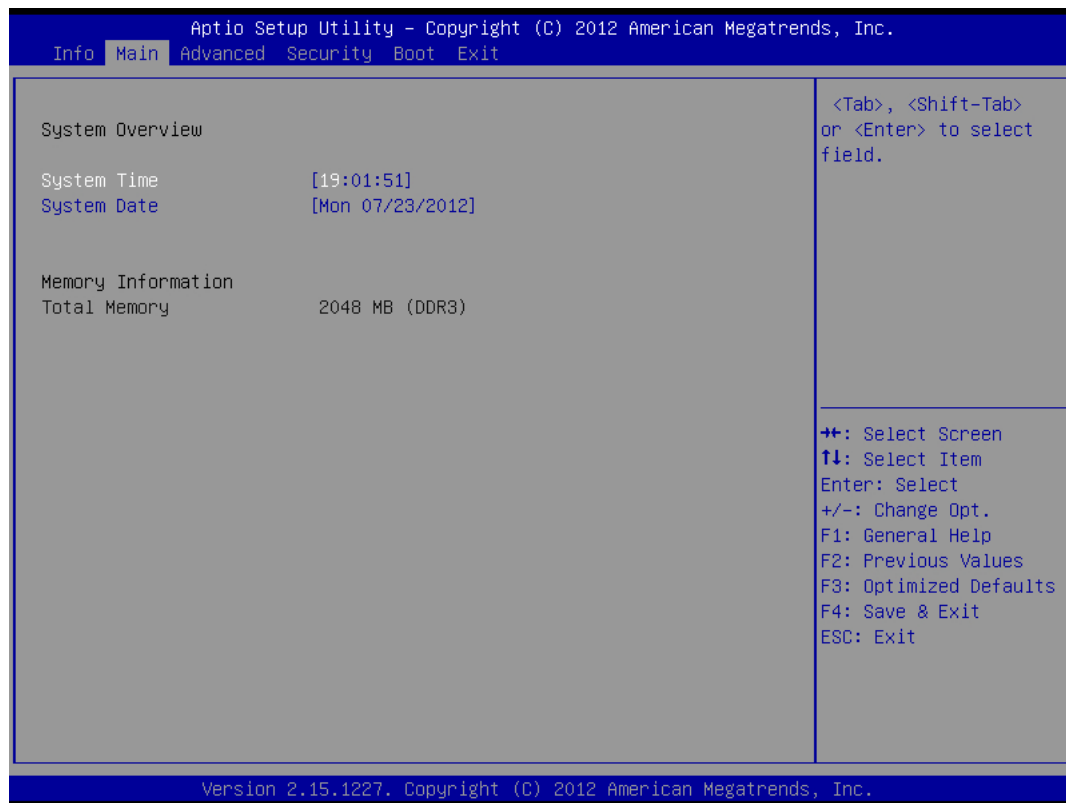 Aptio Setup Utility – Copyright (C) 2012 American Megatrends, Inc.
Info Main Advanced Security Boot Exit
System Overview
System Time [19:01:51]
System Date [Mon 07/23/2012]
Memory Information
Total Memory 2048 MB (DDR3)
<Tab>, <Shift-Tab>
or <Enter> to select
field.
→←: Select Screen
↑↓: Select Item
Enter: Select
+/-: Change Opt.
F1: General Help
F2: Previous Values
F3: Optimized Defaults
F4: Save & Exit
ESC: Exit
Version 2.15.1227. Copyright (C) 2012 American Megatrends, Inc.